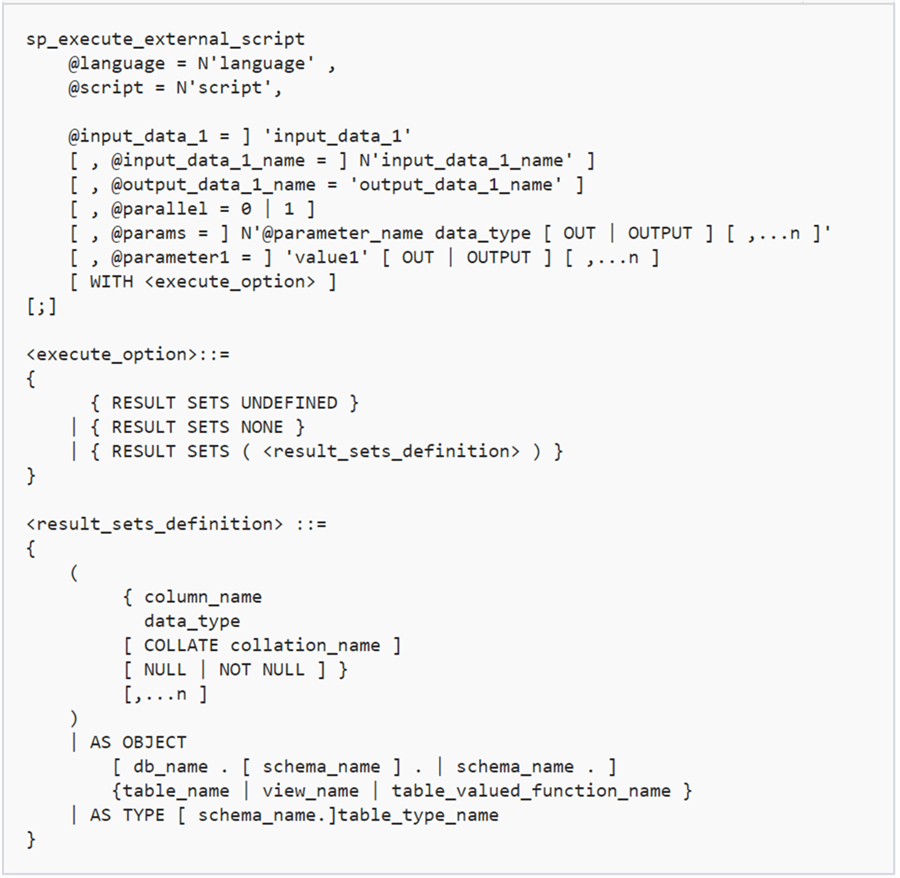 sp_execute_external_script
@language = N'language' ,
@script = N'script',
@input_data_1 = ] 'input_data_1'
[ , @input_data_1_name = ] N'input_data_1_name' ]
[ , @output_data_1_name = 'output_data_1_name' ]
[ , @parallel = 0 | 1 ]
[ , @params = ] N'@parameter_name data_type [ OUT | OUTPUT ] [ ,...n ]'
[ , @parameter1 = ] 'value1' [ OUT | OUTPUT ] [ ,...n ]
[ WITH <execute_option> ]
[;]
<execute_option>::=
{
{ RESULT SETS UNDEFINED }
| { RESULT SETS NONE }
| { RESULT SETS ( <result_sets_definition> ) }
}
<result_sets_definition> ::=
{
(
{ column_name
data_type
[ COLLATE collation_name ]
[ NULL | NOT NULL ] }
[,...n ]
)
| AS OBJECT
[ db_name . [ schema_name ] . | schema_name . ]
{table_name | view_name | table_valued_function_name }
| AS TYPE [ schema_name.]table_type_name
}